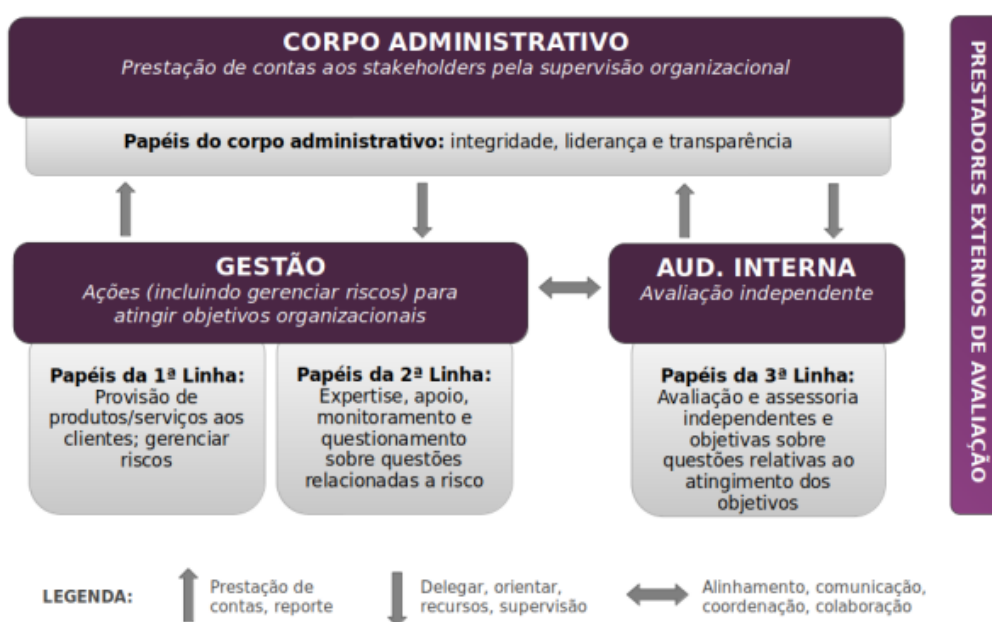 CORPO ADMINISTRATIVO
Prestação de contas aos stakeholders pela supervisão organizacional
Papéis do corpo administrativo: integridade, liderança e transparência
GESTÃO
Ações (incluindo gerenciar riscos) para
atingir objetivos organizacionais
Papéis da 1ª Linha:
Provisão de
produtos/serviços aos
clientes; gerenciar
riscos
Papéis da 2ª Linha:
Expertise, apoio,
monitoramento e
questionamento
sobre questões
relacionadas a risco
AUD. INTERNA
Avaliação independente
Papéis da 3ª Linha:
Avaliação e assessoria
independentes e
objetivas sobre
questões relativas ao
atingimento dos
objetivos
PRESTADORES EXTERNOS DE AVALIAÇÃO
LEGENDA:
Prestação de
contas, reporte
Delegar, orientar,
recursos, supervisão
Alinhamento, comunicação,
coordenação, colaboração